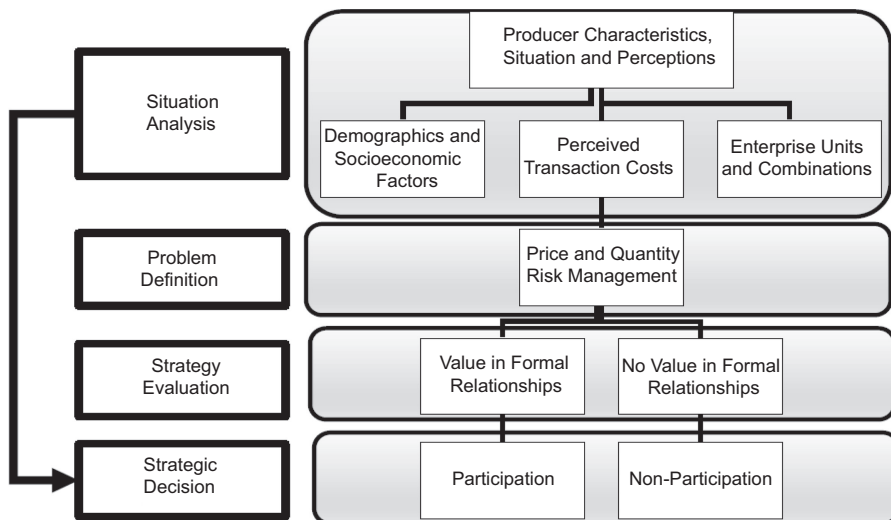 Producer Characteristics,
Situation and Perceptions
Situation
Analysis
Demographics and
Socioeconomic
Factors
Perceived
Transaction Costs
Enterprise Units
and Combinations
Problem
Definition
Price and Quantity
Risk Management
Strategy
Evaluation
Value in Formal
Relationships
No Value in Formal
Relationships
Strategic
Decision
Participation
Non-Participation